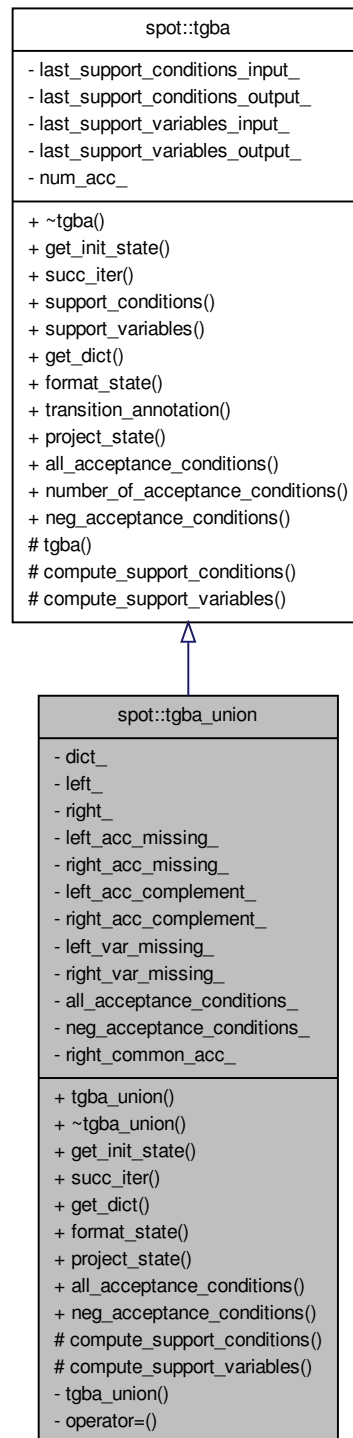 spot::tgba
- last_support_conditions_input_
- last_support_conditions_output_
- last_support_variables_input_
- last_support_variables_output_
- num_acc_
+ ~tgba()
+ get_init_state()
+ succ_iter()
+ support_conditions()
+ support_variables()
+ get_dict()
+ format_state()
+ transition_annotation()
+ project_state()
+ all_acceptance_conditions()
+ number_of_acceptance_conditions()
+ neg_acceptance_conditions()
# tgba()
# compute_support_conditions()
# compute_support_variables()
spot::tgba_union
- dict_
- left_
- right_
- left_acc_missing_
- right_acc_missing_
- left_acc_complement_
- right_acc_complement_
- left_var_missing_
- right_var_missing_
- all_acceptance_conditions_
- neg_acceptance_conditions_
- right_common_acc_
+ tgba_union()
+ ~tgba_union()
+ get_init_state()
+ succ_iter()
+ get_dict()
+ format_state()
+ project_state()
+ all_acceptance_conditions()
+ neg_acceptance_conditions()
# compute_support_conditions()
# compute_support_variables()
- tgba_union()
- operator=()